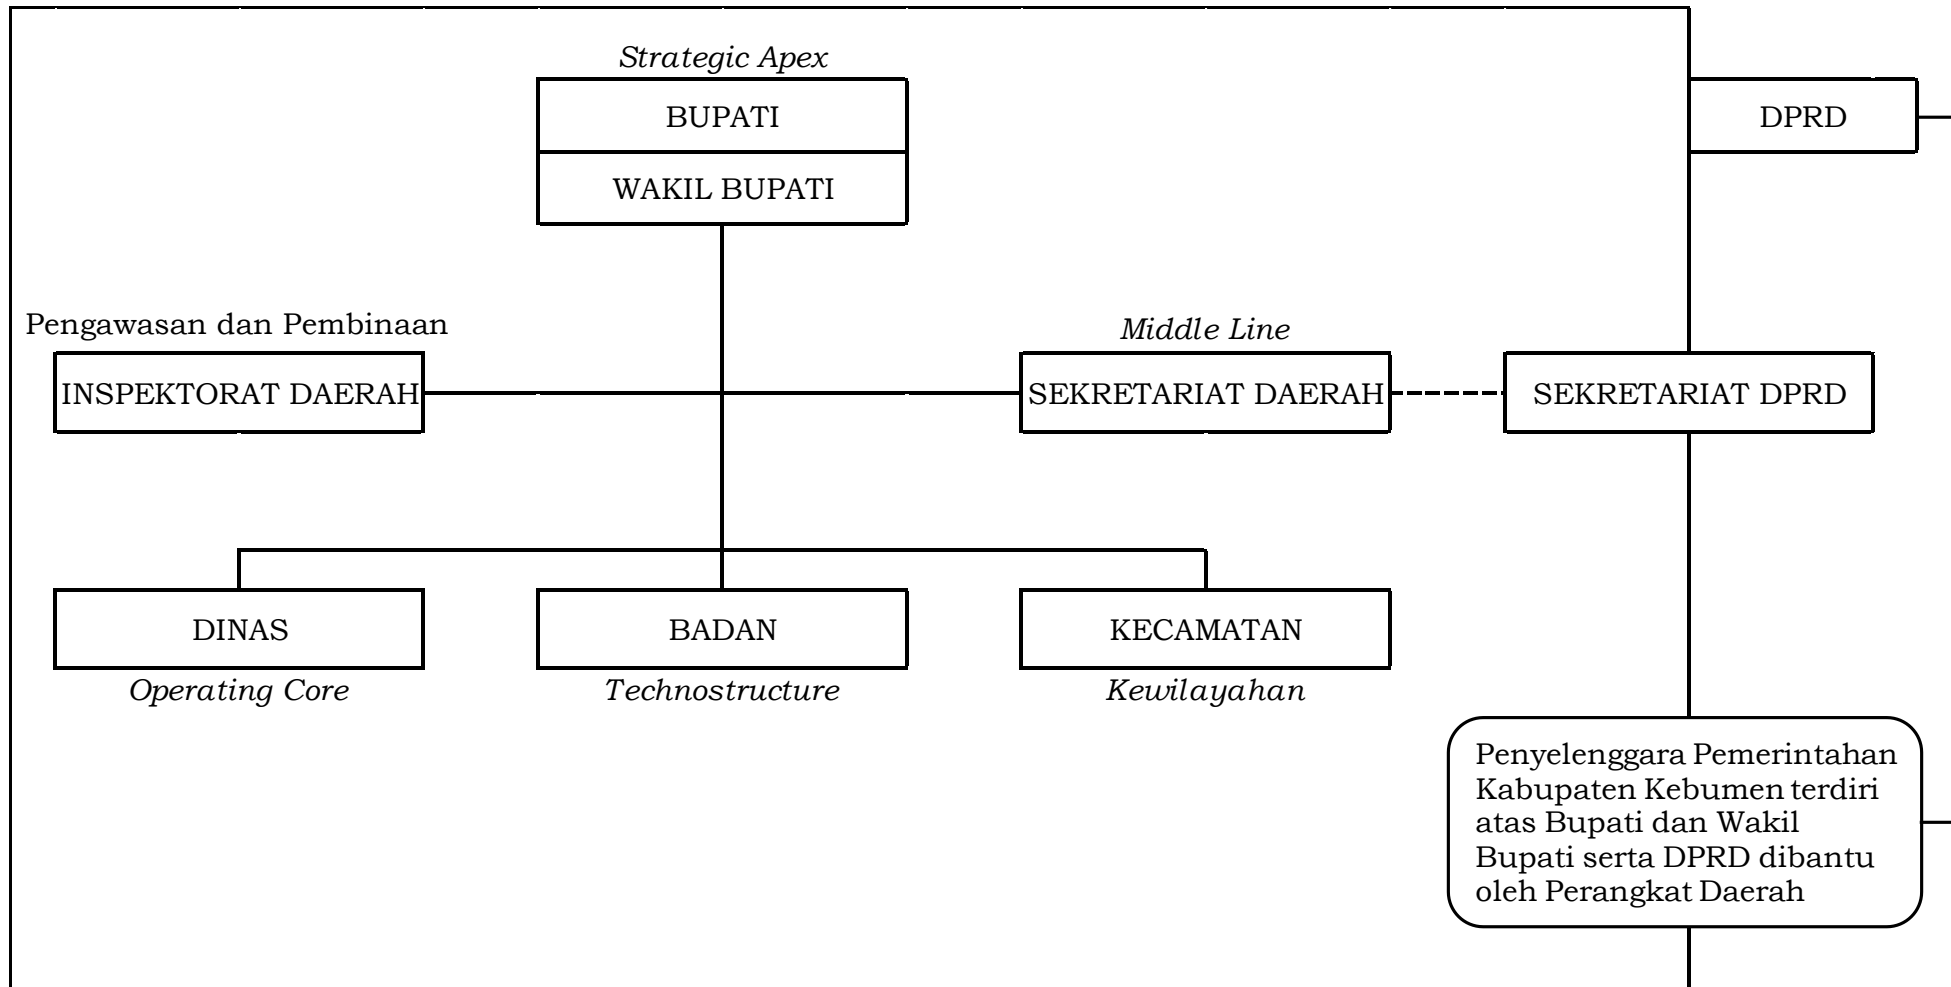 Strategic Apex
BUPATI
DPRD
WAKIL BUPATI
Pengawasan dan Pembinaan
Middle Line
INSPEKTORAT DAERAH
SEKRETARIAT DAERAH
SEKRETARIAT DPRD
DINAS
BADAN
KECAMATAN
Operating Core
Technostructure
Kewilayahan
Penyelenggara Pemerintahan
Kabupaten Kebumen terdiri
atas Bupati dan Wakil
Bupati serta DPRD dibantu
oleh Perangkat Daerah